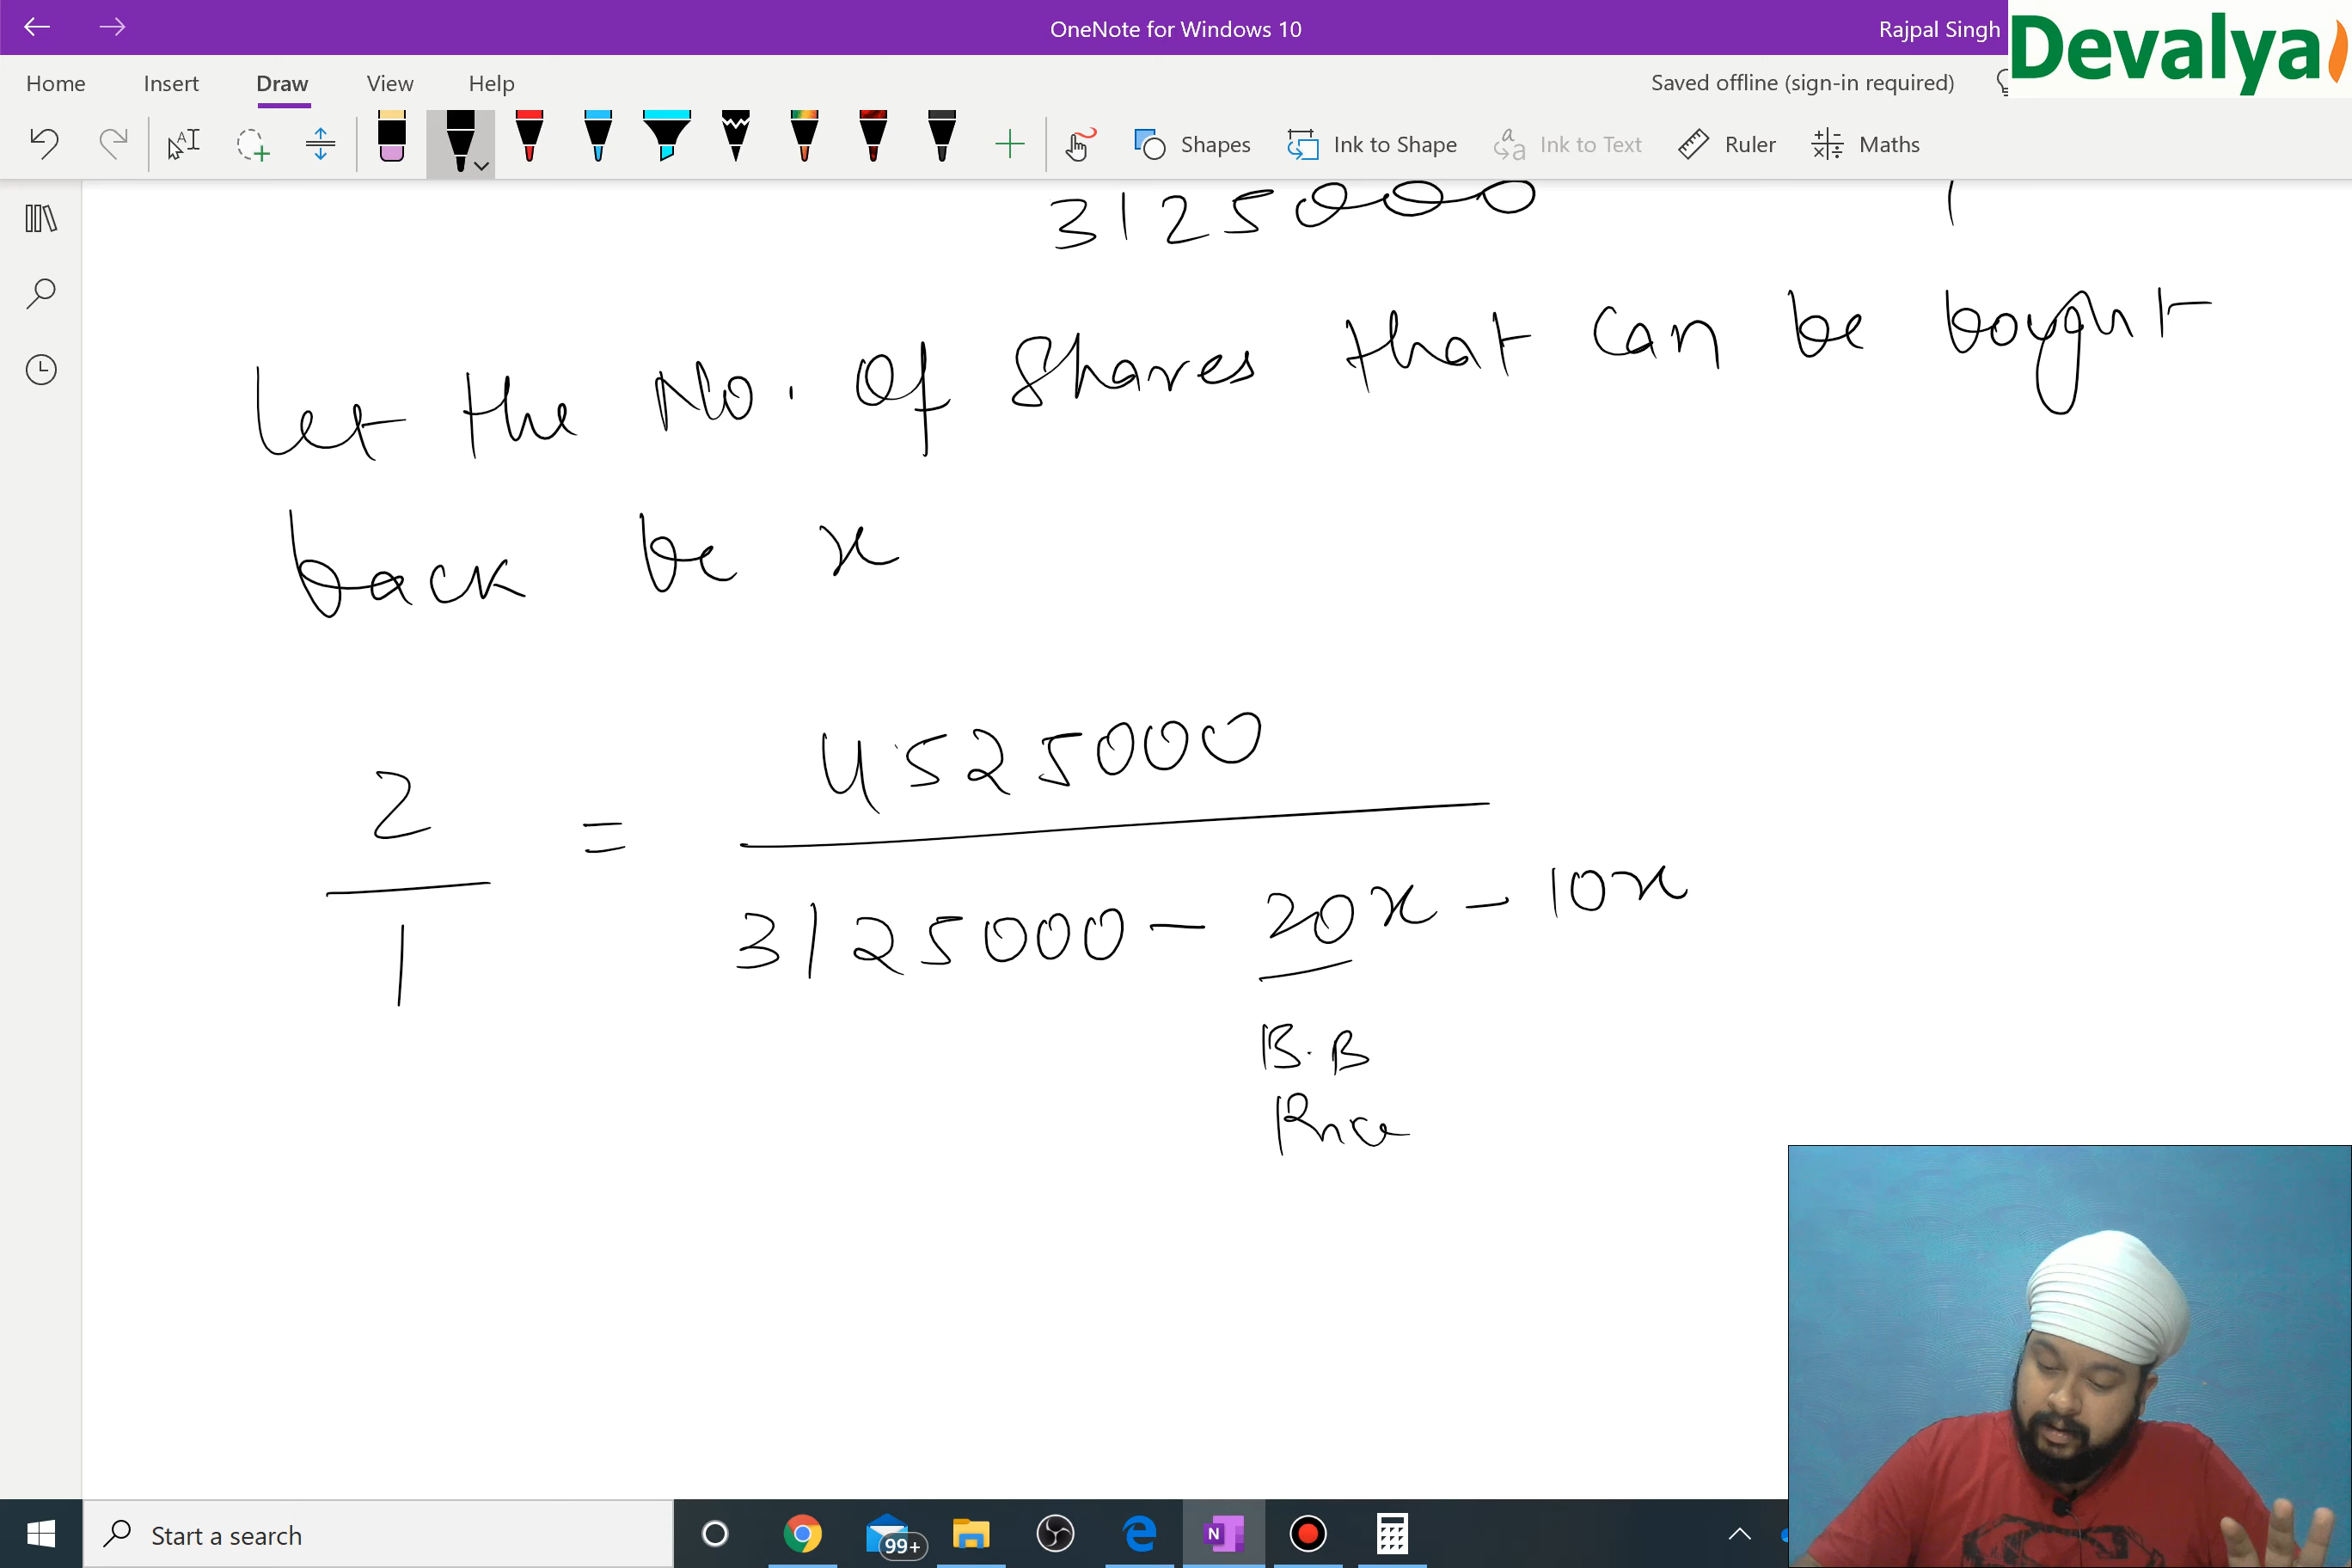 OneNote for Windows 10
Rajpal Singh
Devalya
Home Insert Draw View Help
Saved offline (sign-in required)
Shapes Ink to Shape Ink to Text Ruler Maths
3125000 1
Let the No. Of Shares that can be bought
back be x
2/1 = 4525000/(3125000 - 20x - 10x)
B.B
Price
Start a search
99+